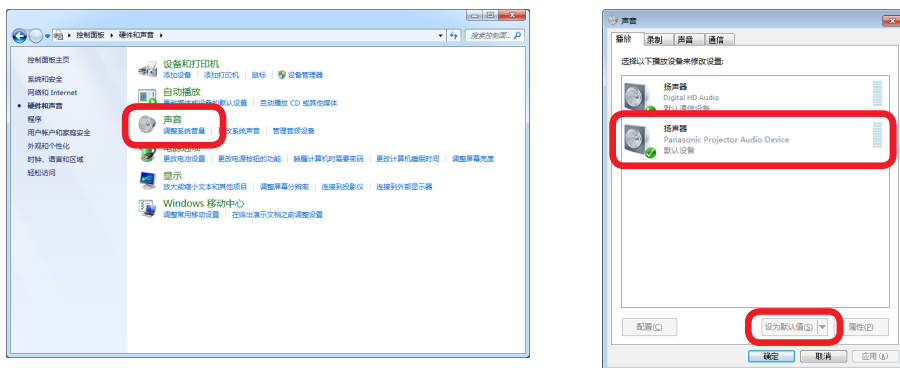 控制面板 硬件和声音
搜索控制面... 
控制面板主页
系统和安全
网络和 Internet
硬件和声音
程序
用户帐户和家庭安全
外观和个性化
时钟、语言和区域
轻松访问
设备和打印机
添加设备 添加打印机 鼠标 设备管理器
自动播放
更改媒体或设备的默认设置 自动播放 CD 或其他媒体
声音
调整系统音量 更改系统声音 管理音频设备
电源选项
更改电池设置 更改电源按钮的功能 唤醒计算机时需要密码 更改计算机睡眠时间 调整屏幕亮度
显示
放大或缩小文本和其他项目 调整屏幕分辨率 连接到投影仪 连接到外部显示器
Windows 移动中心
调整常用移动设置 在给出演示文稿之前调整设置
声音
播放 录制 声音 通信
选择以下播放设备来修改设置:
扬声器
Digital HD Audio
默认通信设备
扬声器
Panasonic Projector Audio Device
默认设备
配置(C) 设为默认值(S) 属性(P)
确定 取消 应用(A)